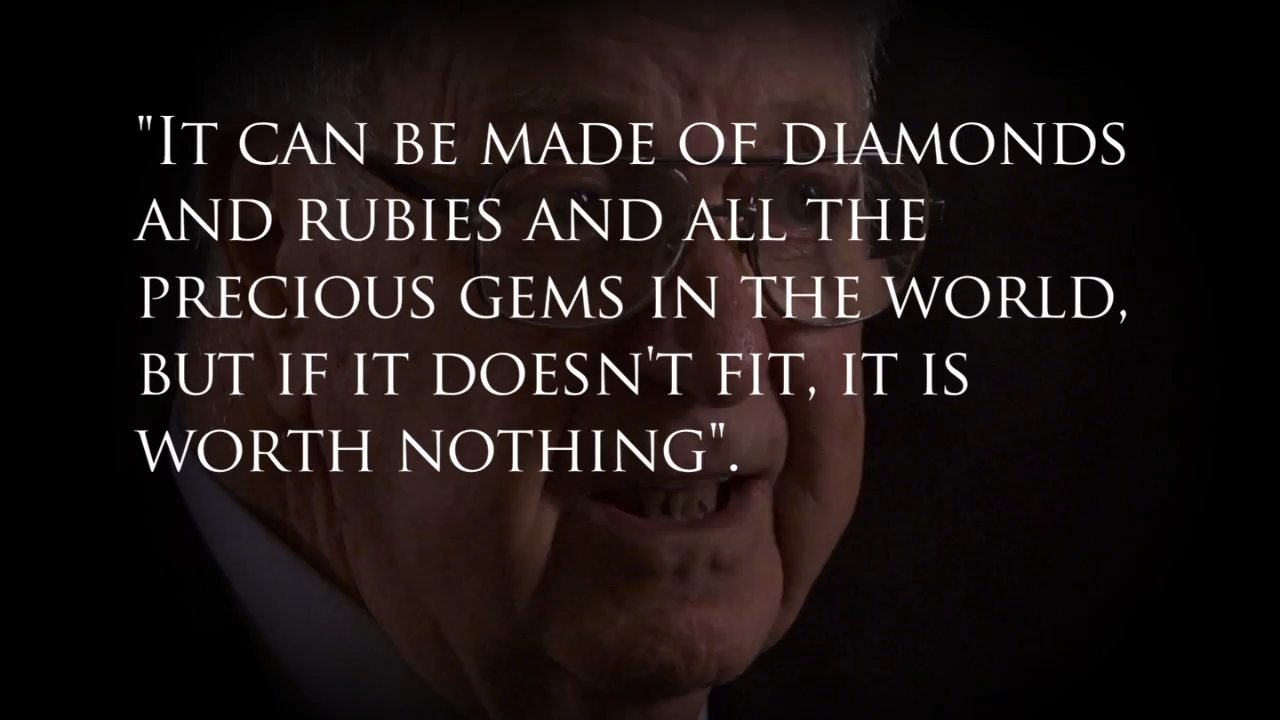 "It can be made of diamonds
and rubies and all the
precious gems in the world,
but if it doesn't fit, it is
worth nothing".